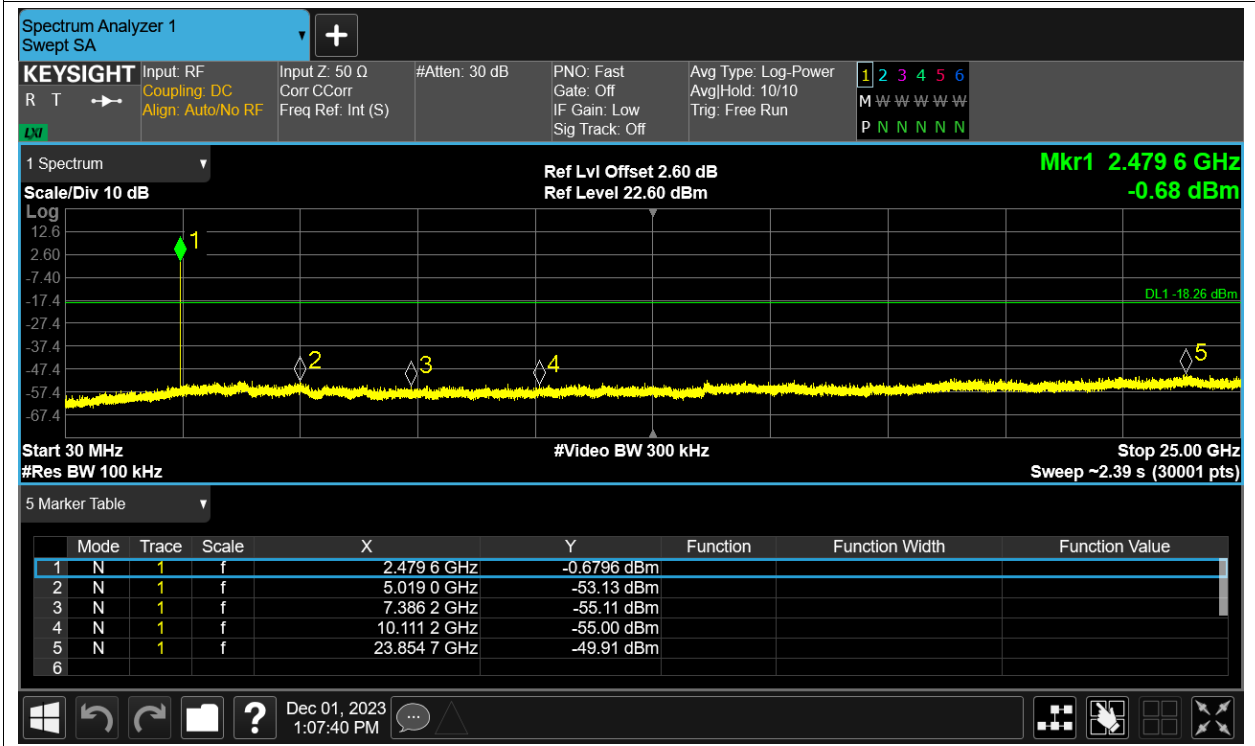 Spectrum Analyzer 1
Swept SA
+
KEYSIGHT
R T
LXI
Input: RF
Coupling: DC
Align: Auto/No RF
Input Z: 50 Ω
Corr CCorr
Freq Ref: Int (S)
#Atten: 30 dB
PNO: Fast
Gate: Off
IF Gain: Low
Sig Track: Off
Avg Type: Log-Power
Avg|Hold: 10/10
Trig: Free Run
1 2 3 4 5 6
M W W W W W
P N N N N N
1 Spectrum
Scale/Div 10 dB
Ref Lvl Offset 2.60 dB
Ref Level 22.60 dBm
Mkr1 2.479 6 GHz
-0.68 dBm
Log
12.6
2.60
-7.40
-17.4
-27.4
-37.4
-47.4
-57.4
-67.4
1
DL1 -18.26 dBm
2
3
4
5
Start 30 MHz
#Video BW 300 kHz
Stop 25.00 GHz
#Res BW 100 kHz
Sweep ~2.39 s (30001 pts)
5 Marker Table
Mode Trace Scale X Y Function Function Width Function Value
1 N 1 f 2.479 6 GHz -0.6796 dBm
2 N 1 f 5.019 0 GHz -53.13 dBm
3 N 1 f 7.386 2 GHz -55.11 dBm
4 N 1 f 10.111 2 GHz -55.00 dBm
5 N 1 f 23.854 7 GHz -49.91 dBm
6
?
Dec 01, 2023
1:07:40 PM